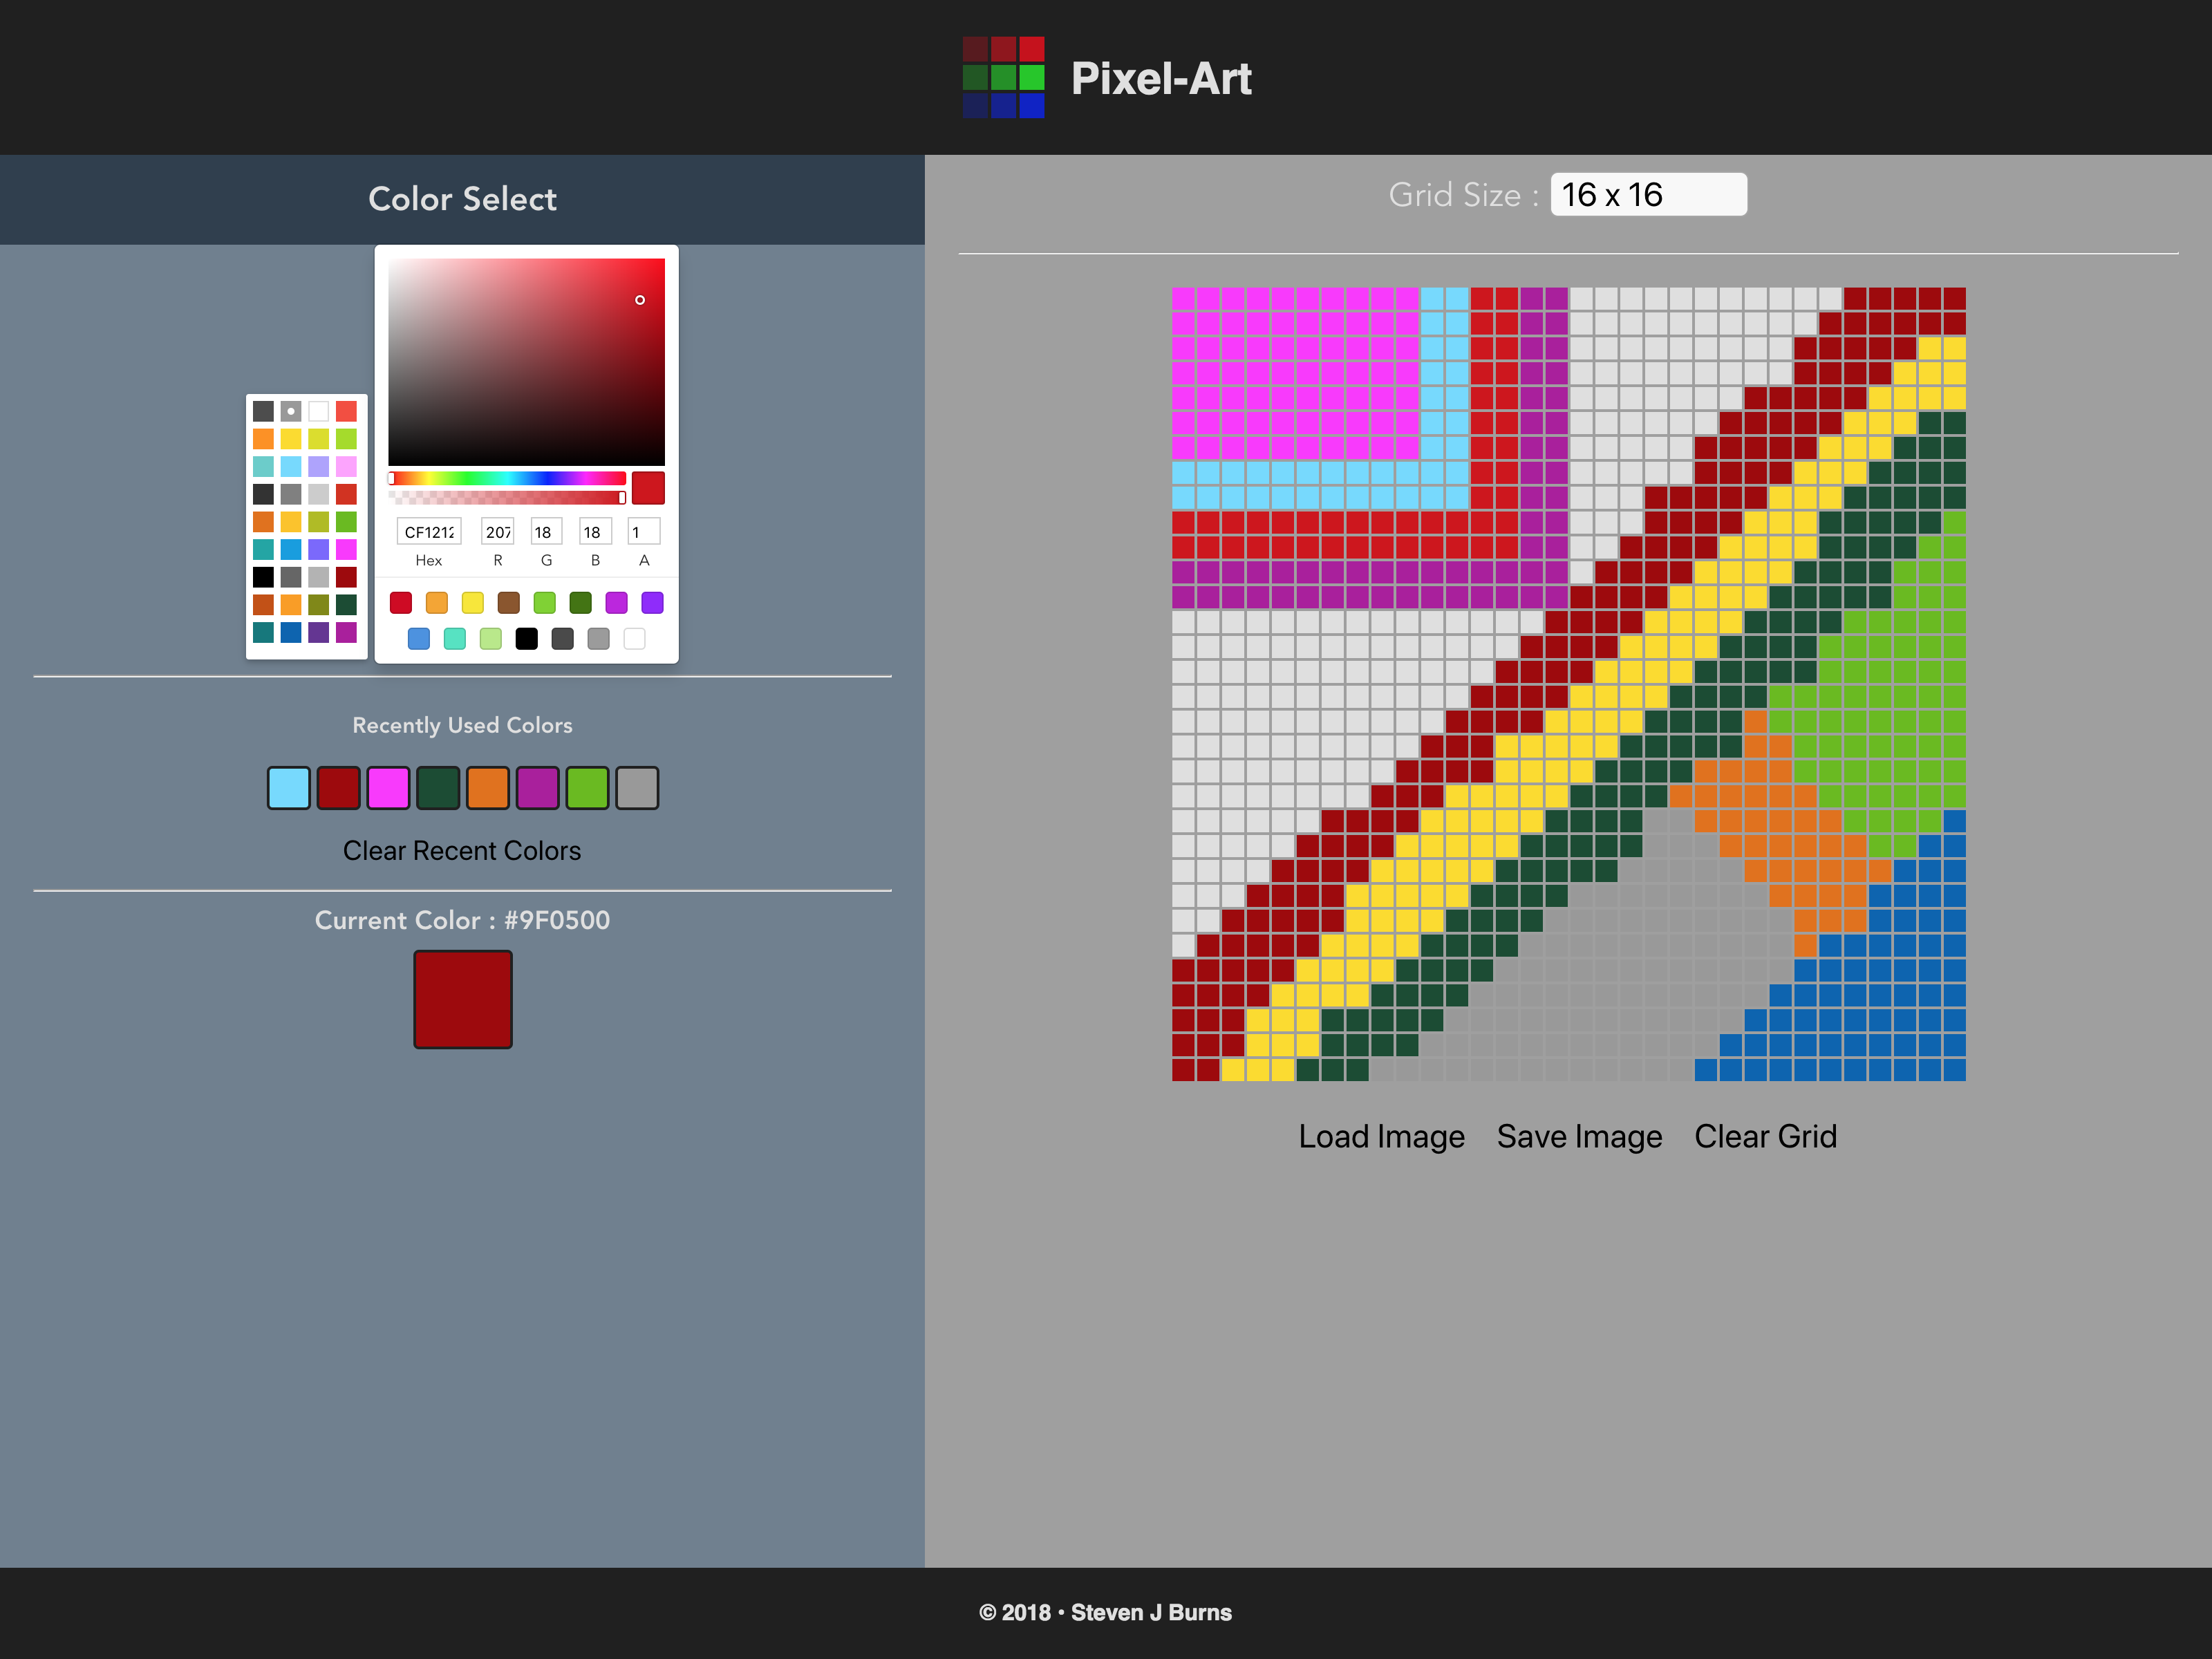 Pixel-Art
Color Select
Grid Size : 16 x 16
CF1212 207 18 18 1
Hex R G B A
Recently Used Colors
Clear Recent Colors
Current Color : #9F0500
Load Image Save Image Clear Grid
© 2018 • Steven J Burns